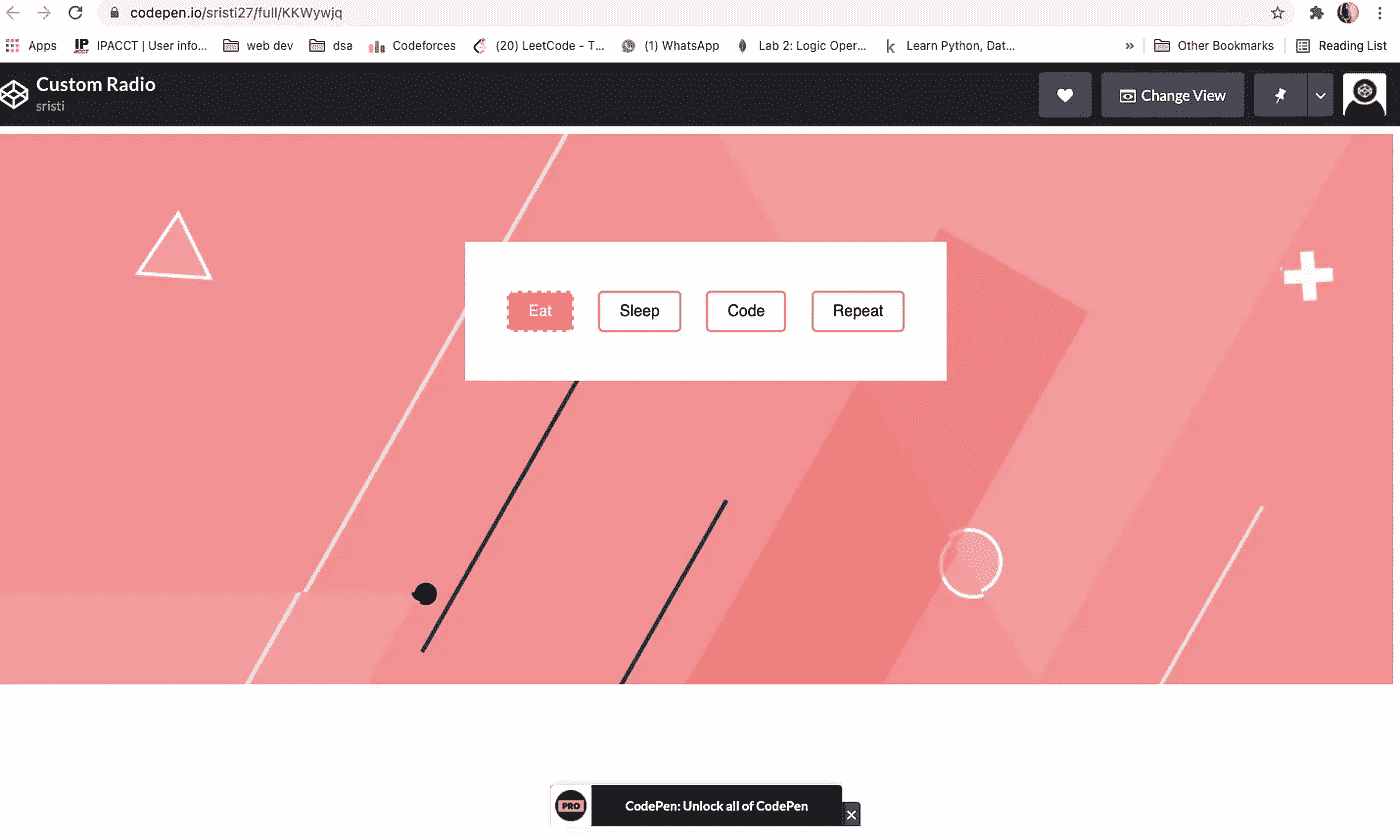 codepen.io/sristi27/full/KKWywjq
Apps IP ACCT IPACCT | User info... web dev dsa Codeforces (20) LeetCode - T... (1) WhatsApp Lab 2: Logic Oper... k Learn Python, Dat... » Other Bookmarks Reading List
Custom Radio
sristi
Change View
Eat Sleep Code Repeat
PRO CodePen: Unlock all of CodePen